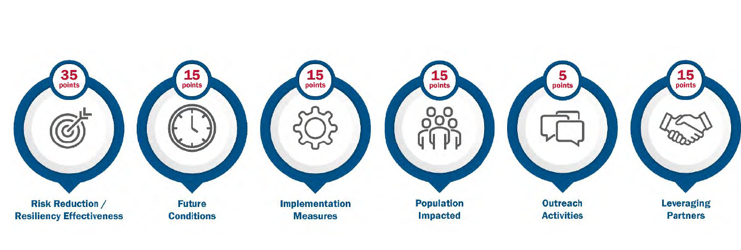 35
points
15
points
15
points
15
points
5
points
15
points
Risk Reduction /
Resiliency Effectiveness
Future
Conditions
Implementation
Measures
Population
Impacted
Outreach
Activities
Leveraging
Partners